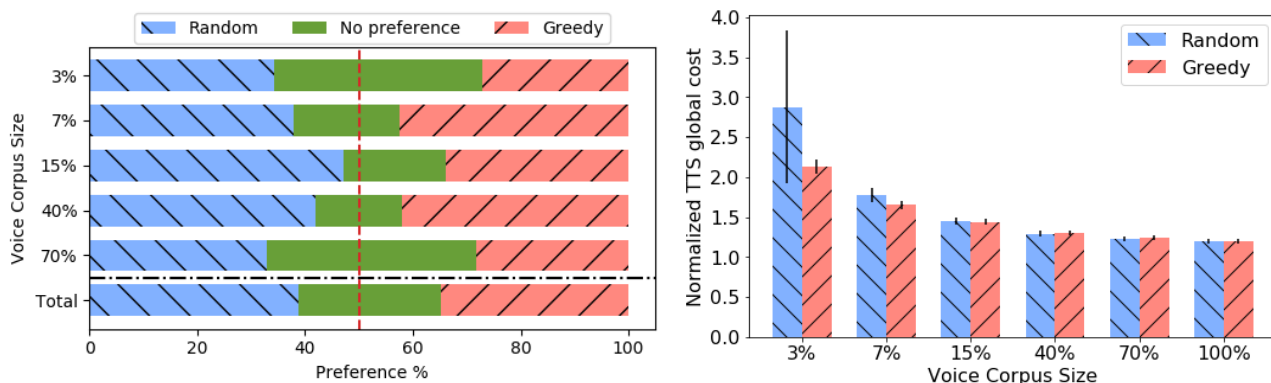 Random No preference Greedy
Voice Corpus Size
3%
7%
15%
40%
70%
Total
0 20 40 60 80 100
Preference %
Normalized TTS global cost
4.0
3.5
3.0
2.5
2.0
1.5
1.0
0.5
0.0
Random
Greedy
3% 7% 15% 40% 70% 100%
Voice Corpus Size